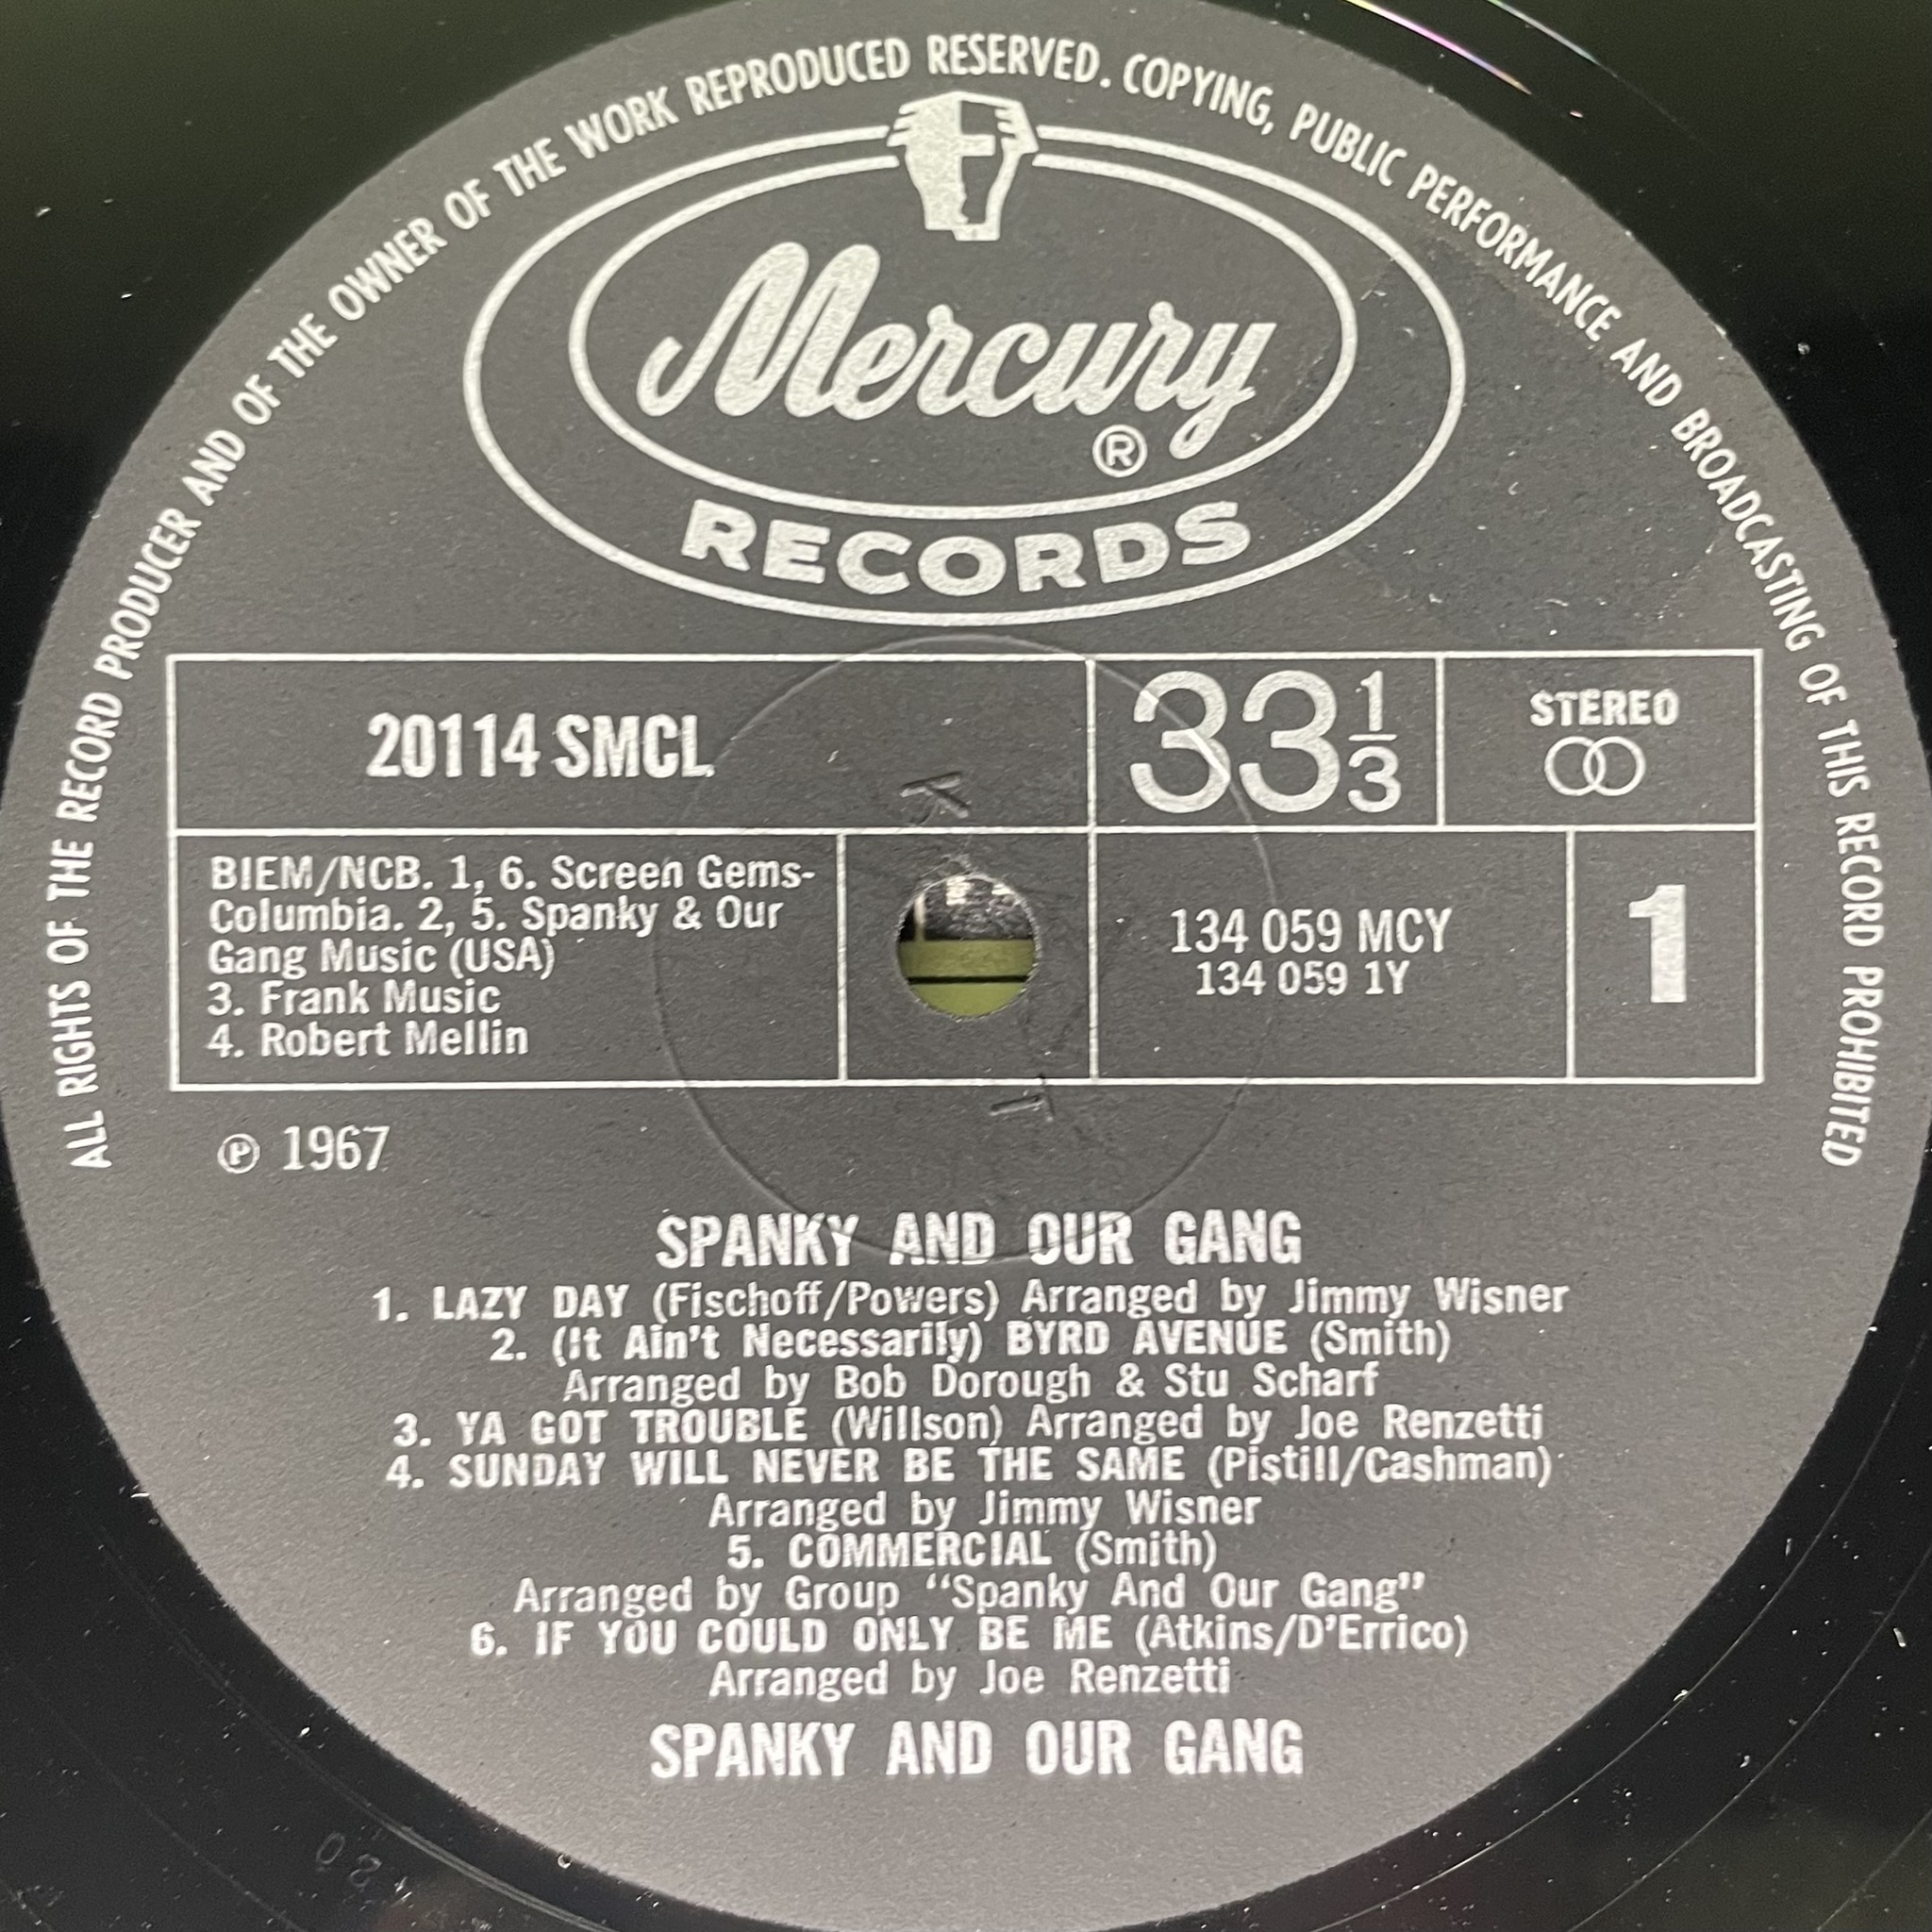 ALL RIGHTS OF THE RECORD PRODUCER AND OF THE OWNER OF THE WORK REPRODUCED RESERVED. COPYING, PUBLIC PERFORMANCE AND BROADCASTING OF THIS RECORD PROHIBITED
Mercury
®
RECORDS
20114 SMCL
33 1/3
STEREO
BIEM/NCB. 1, 6. Screen Gems-
Columbia. 2, 5. Spanky & Our
Gang Music (USA)
3. Frank Music
4. Robert Mellin
134 059 MCY
134 059 1Y
1
K
T
℗ 1967
SPANKY AND OUR GANG
1. LAZY DAY (Fischoff/Powers) Arranged by Jimmy Wisner
2. (It Ain't Necessarily) BYRD AVENUE (Smith)
Arranged by Bob Dorough & Stu Scharf
3. YA GOT TROUBLE (Willson) Arranged by Joe Renzetti
4. SUNDAY WILL NEVER BE THE SAME (Pistill/Cashman)
Arranged by Jimmy Wisner
5. COMMERCIAL (Smith)
Arranged by Group "Spanky And Our Gang"
6. IF YOU COULD ONLY BE ME (Atkins/D'Errico)
Arranged by Joe Renzetti
SPANKY AND OUR GANG